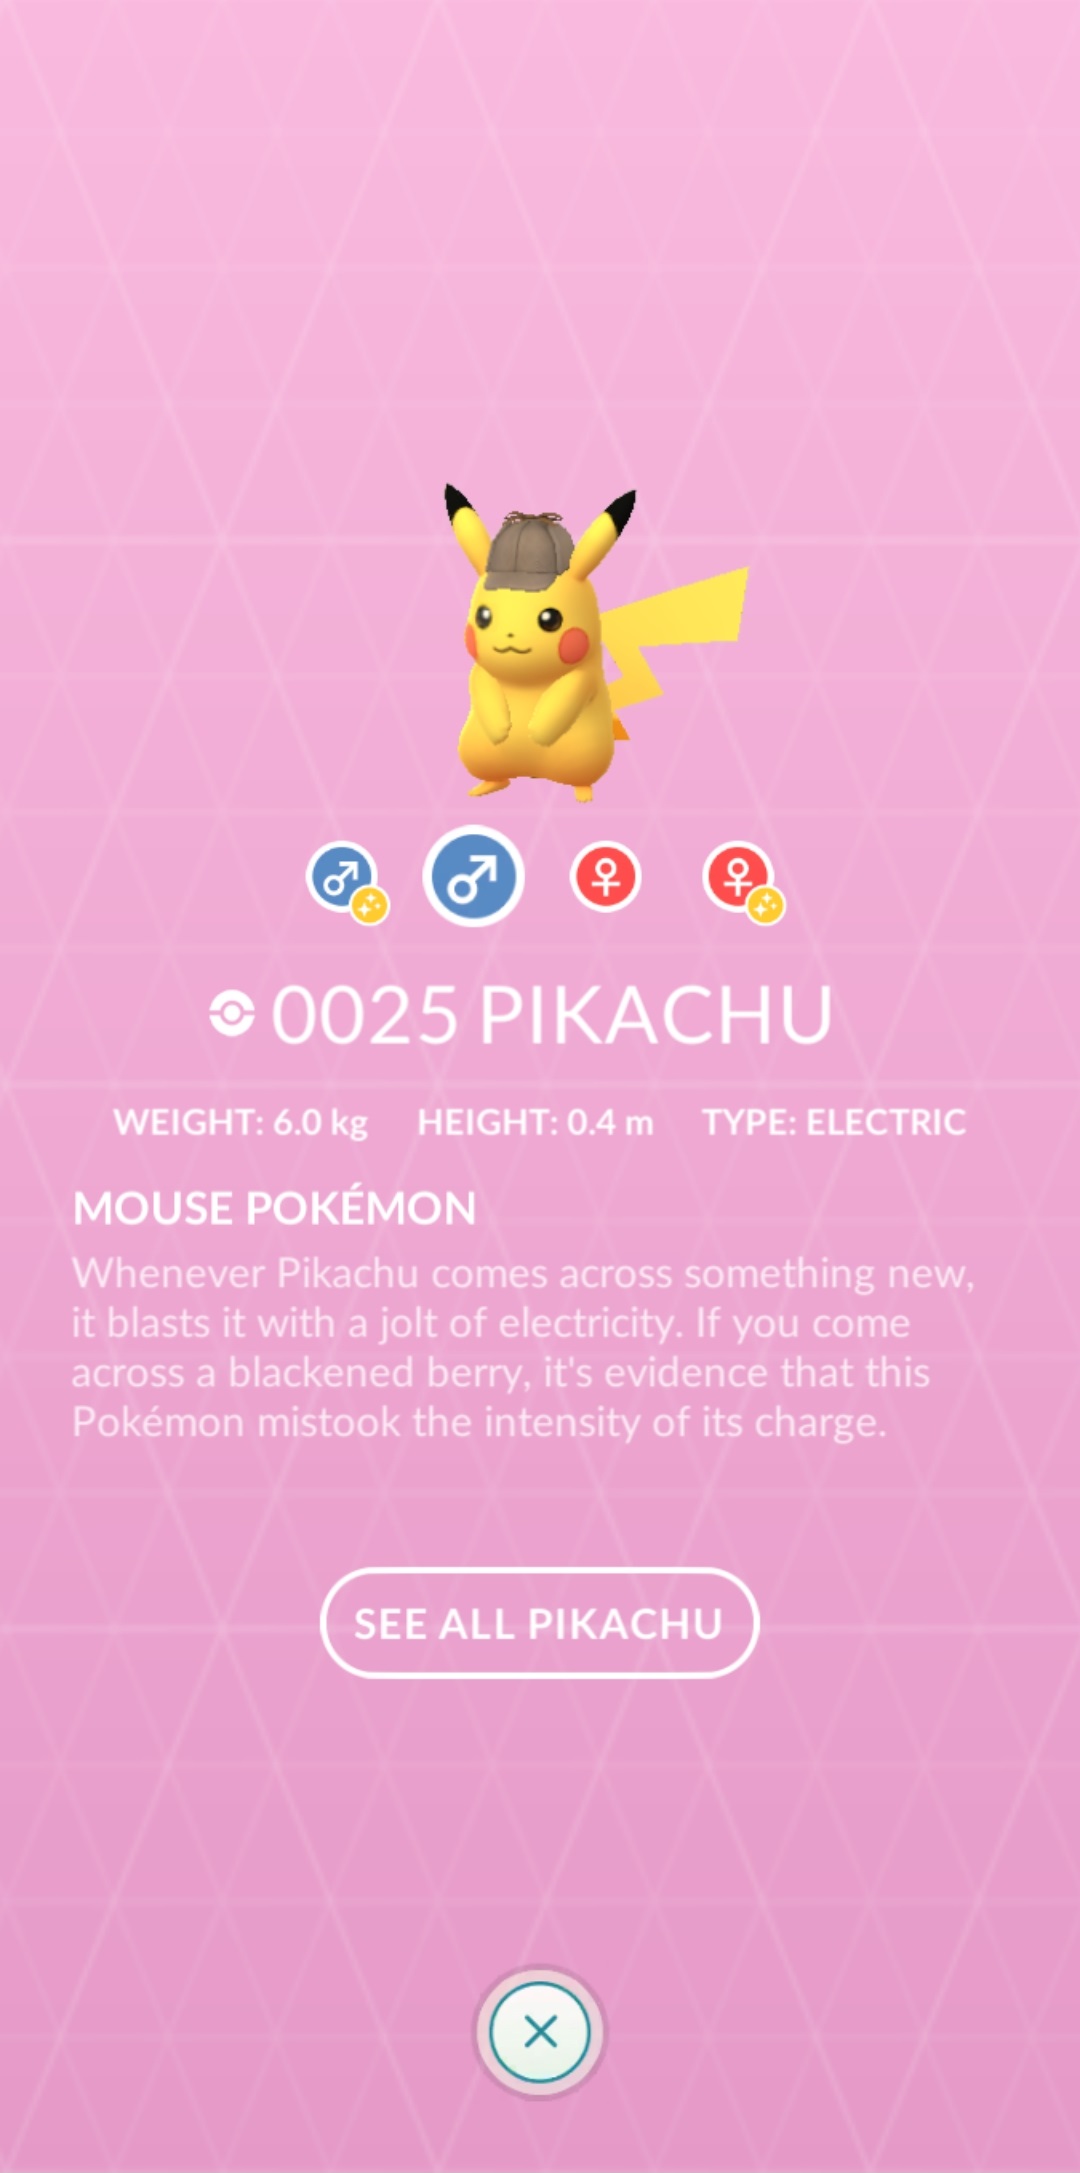 0025 PIKACHU
WEIGHT: 6.0 kg HEIGHT: 0.4 m TYPE: ELECTRIC
MOUSE POKÉMON
Whenever Pikachu comes across something new,
it blasts it with a jolt of electricity. If you come
across a blackened berry, it's evidence that this
Pokémon mistook the intensity of its charge.
SEE ALL PIKACHU